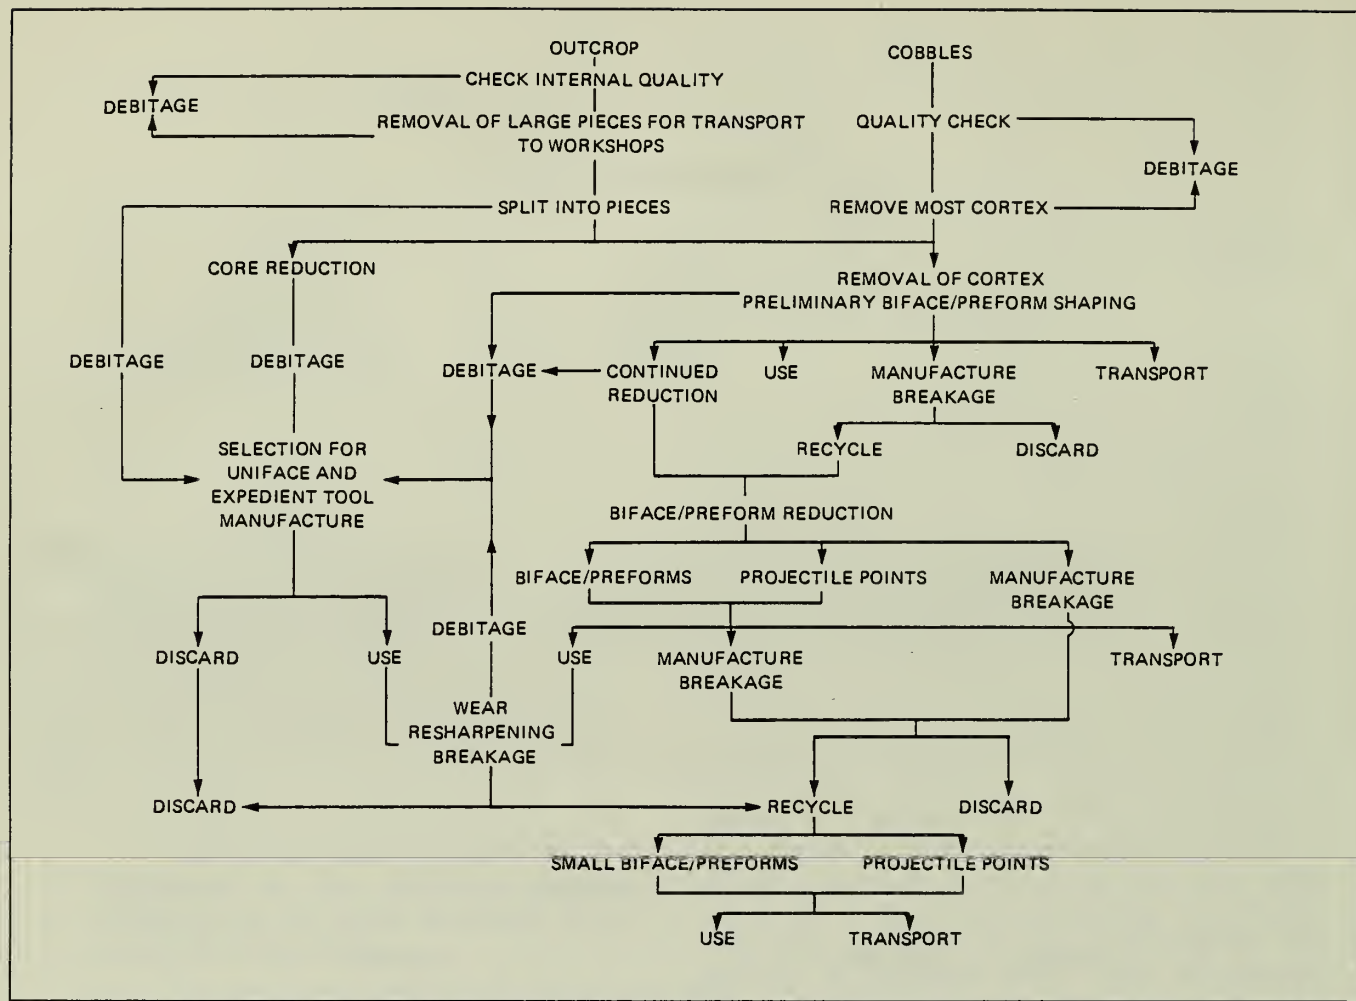 OUTCROP
COBBLES
CHECK INTERNAL QUALITY
DEBITAGE
REMOVAL OF LARGE PIECES FOR TRANSPORT
TO WORKSHOPS
QUALITY CHECK
DEBITAGE
SPLIT INTO PIECES
REMOVE MOST CORTEX
CORE REDUCTION
REMOVAL OF CORTEX
PRELIMINARY BIFACE/PREFORM SHAPING
DEBITAGE
DEBITAGE
DEBITAGE
CONTINUED
REDUCTION
USE
MANUFACTURE
BREAKAGE
TRANSPORT
RECYCLE
DISCARD
SELECTION FOR
UNIFACE AND
EXPEDIENT TOOL
MANUFACTURE
BIFACE/PREFORM REDUCTION
BIFACE/PREFORMS
PROJECTILE POINTS
MANUFACTURE
BREAKAGE
DEBITAGE
DISCARD
USE
USE
MANUFACTURE
BREAKAGE
TRANSPORT
WEAR
RESHARPENING
BREAKAGE
DISCARD
RECYCLE
DISCARD
SMALL BIFACE/PREFORMS
PROJECTILE POINTS
USE
TRANSPORT